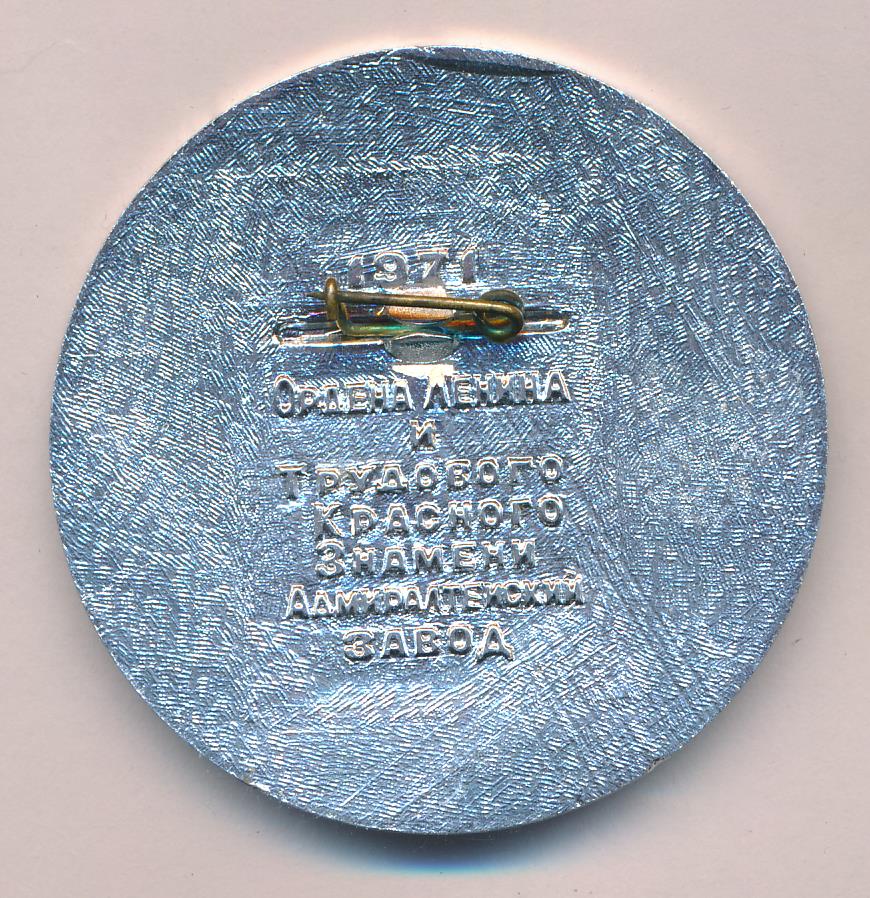 1971
ОРДЕНА ЛЕНИНА
И
ТРУДОВОГО
КРАСНОГО
ЗНАМЕНИ
АДМИРАЛТЕЙСКИЙ
ЗАВОД